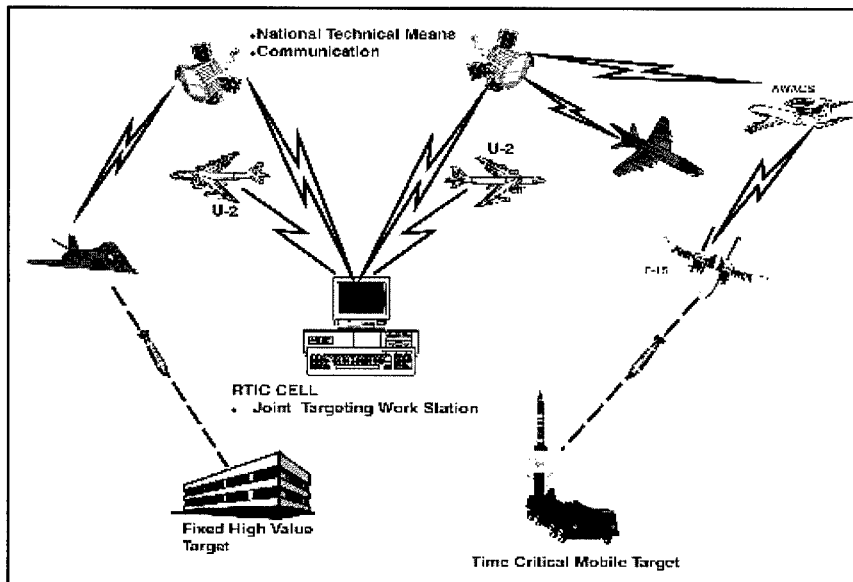 •National Technical Means
•Communication
AWACS
U-2
U-2
F-15
RTIC CELL
• Joint Targeting Work Station
Fixed High Value
Target
Time Critical Mobile Target